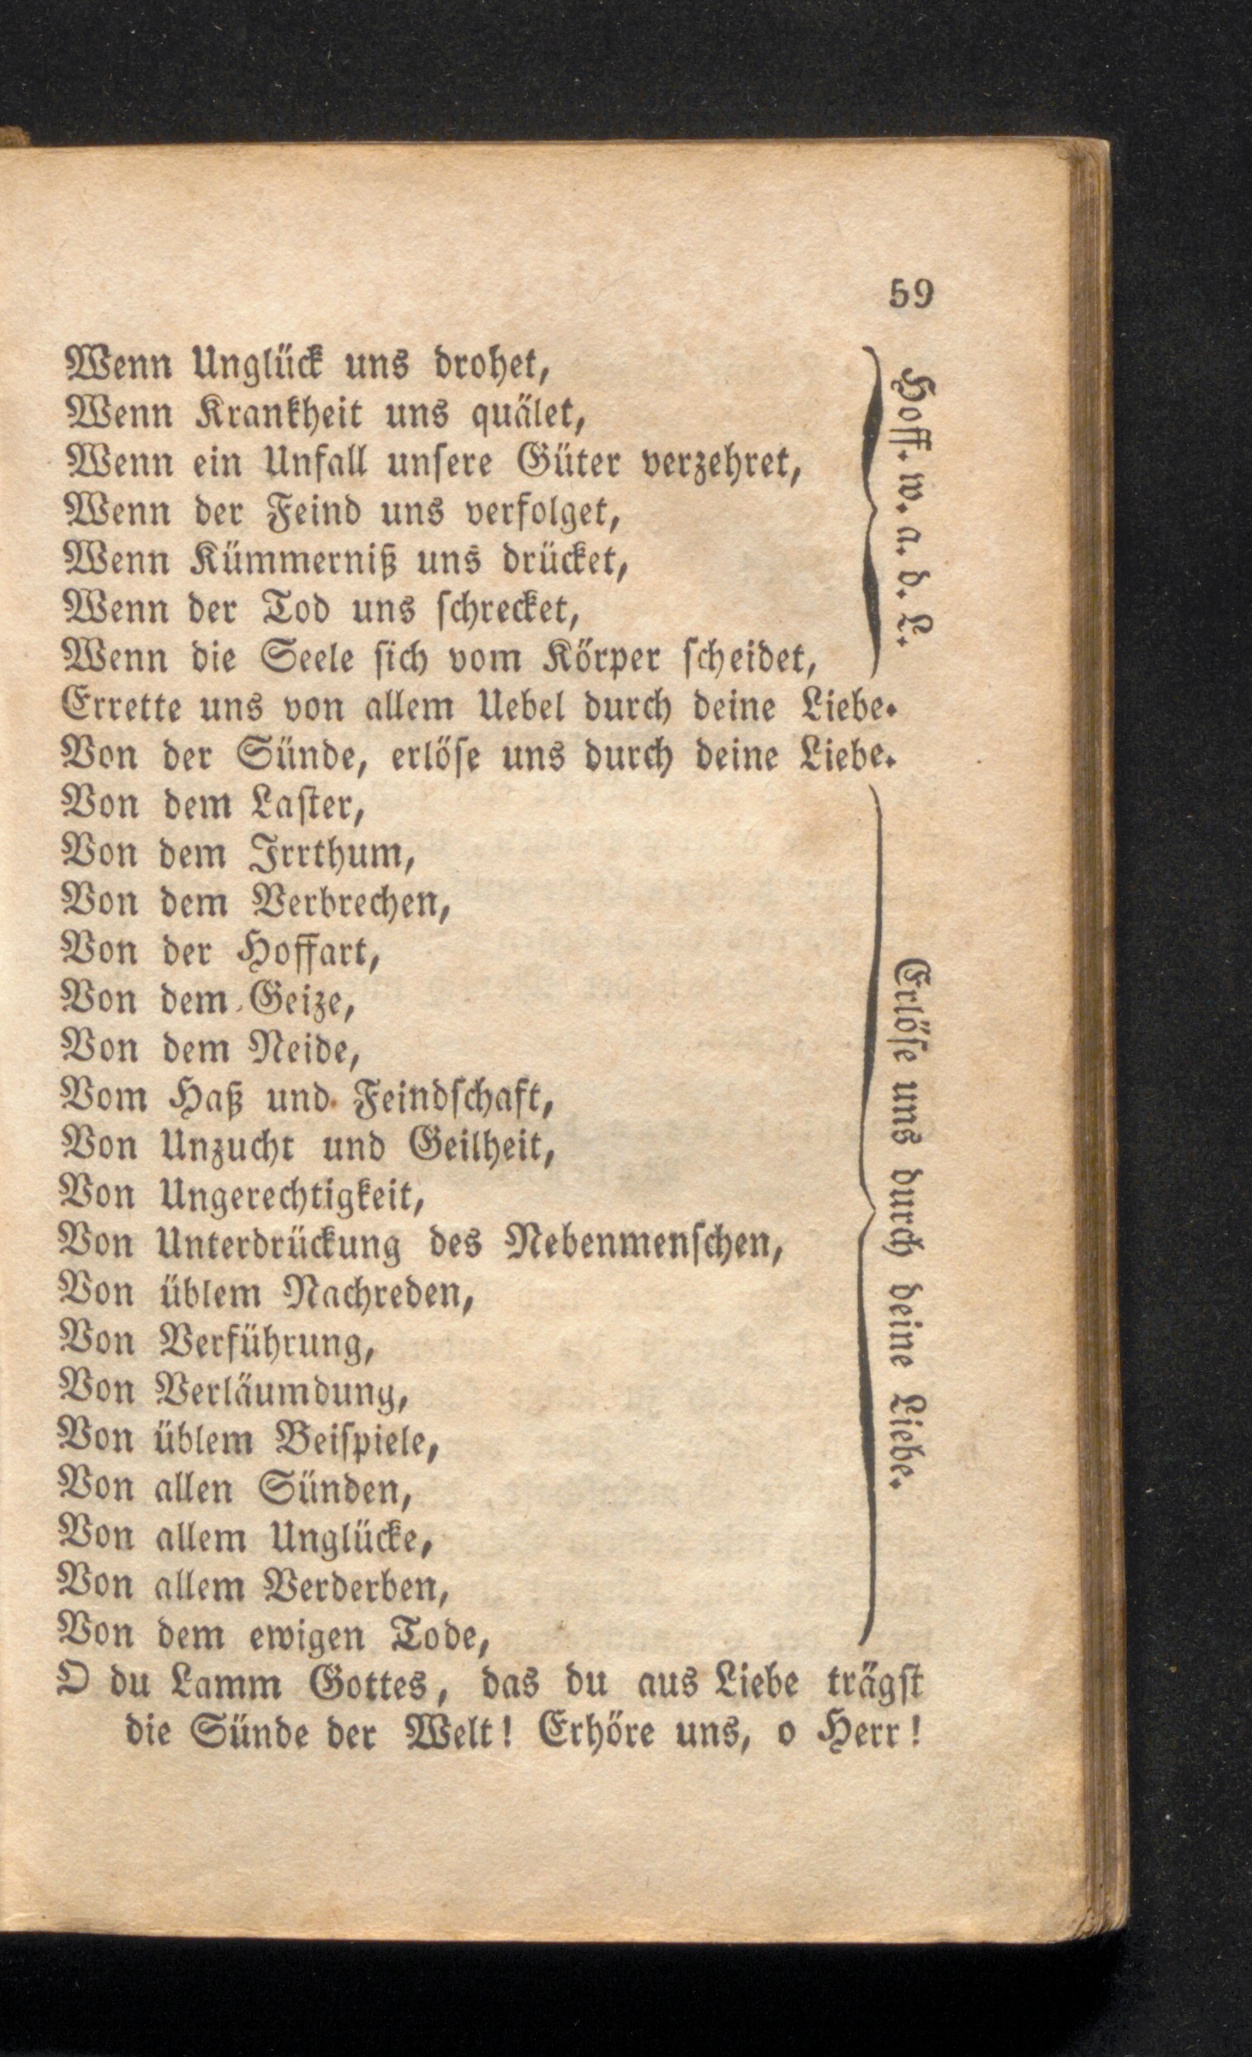 59
Wenn Unglück uns drohet,
Wenn Krankheit uns quälet,
Wenn ein Unfall unſere Güter verzehret,
Wenn der Feind uns verfolget,
Wenn Kümmerniß uns drücket,
Wenn der Tod uns ſchrecket,
Wenn die Seele ſich vom Körper ſcheidet,
Hoff. w. a. d. L.
Errette uns von allem Uebel durch deine Liebe.
Von der Sünde, erlöſe uns durch deine Liebe.
Von dem Laſter,
Von dem Irrthum,
Von dem Verbrechen,
Von der Hoffart,
Von dem Geize,
Von dem Neide,
Vom Haß und Feindſchaft,
Von Unzucht und Geilheit,
Von Ungerechtigkeit,
Von Unterdrückung des Nebenmenſchen,
Von üblem Nachreden,
Von Verführung,
Von Verläumdung,
Von üblem Beiſpiele,
Von allen Sünden,
Von allem Unglücke,
Von allem Verderben,
Von dem ewigen Tode,
Erlöſe uns durch deine Liebe.
O du Lamm Gottes, das du aus Liebe trägſt
die Sünde der Welt! Erhöre uns, o Herr!